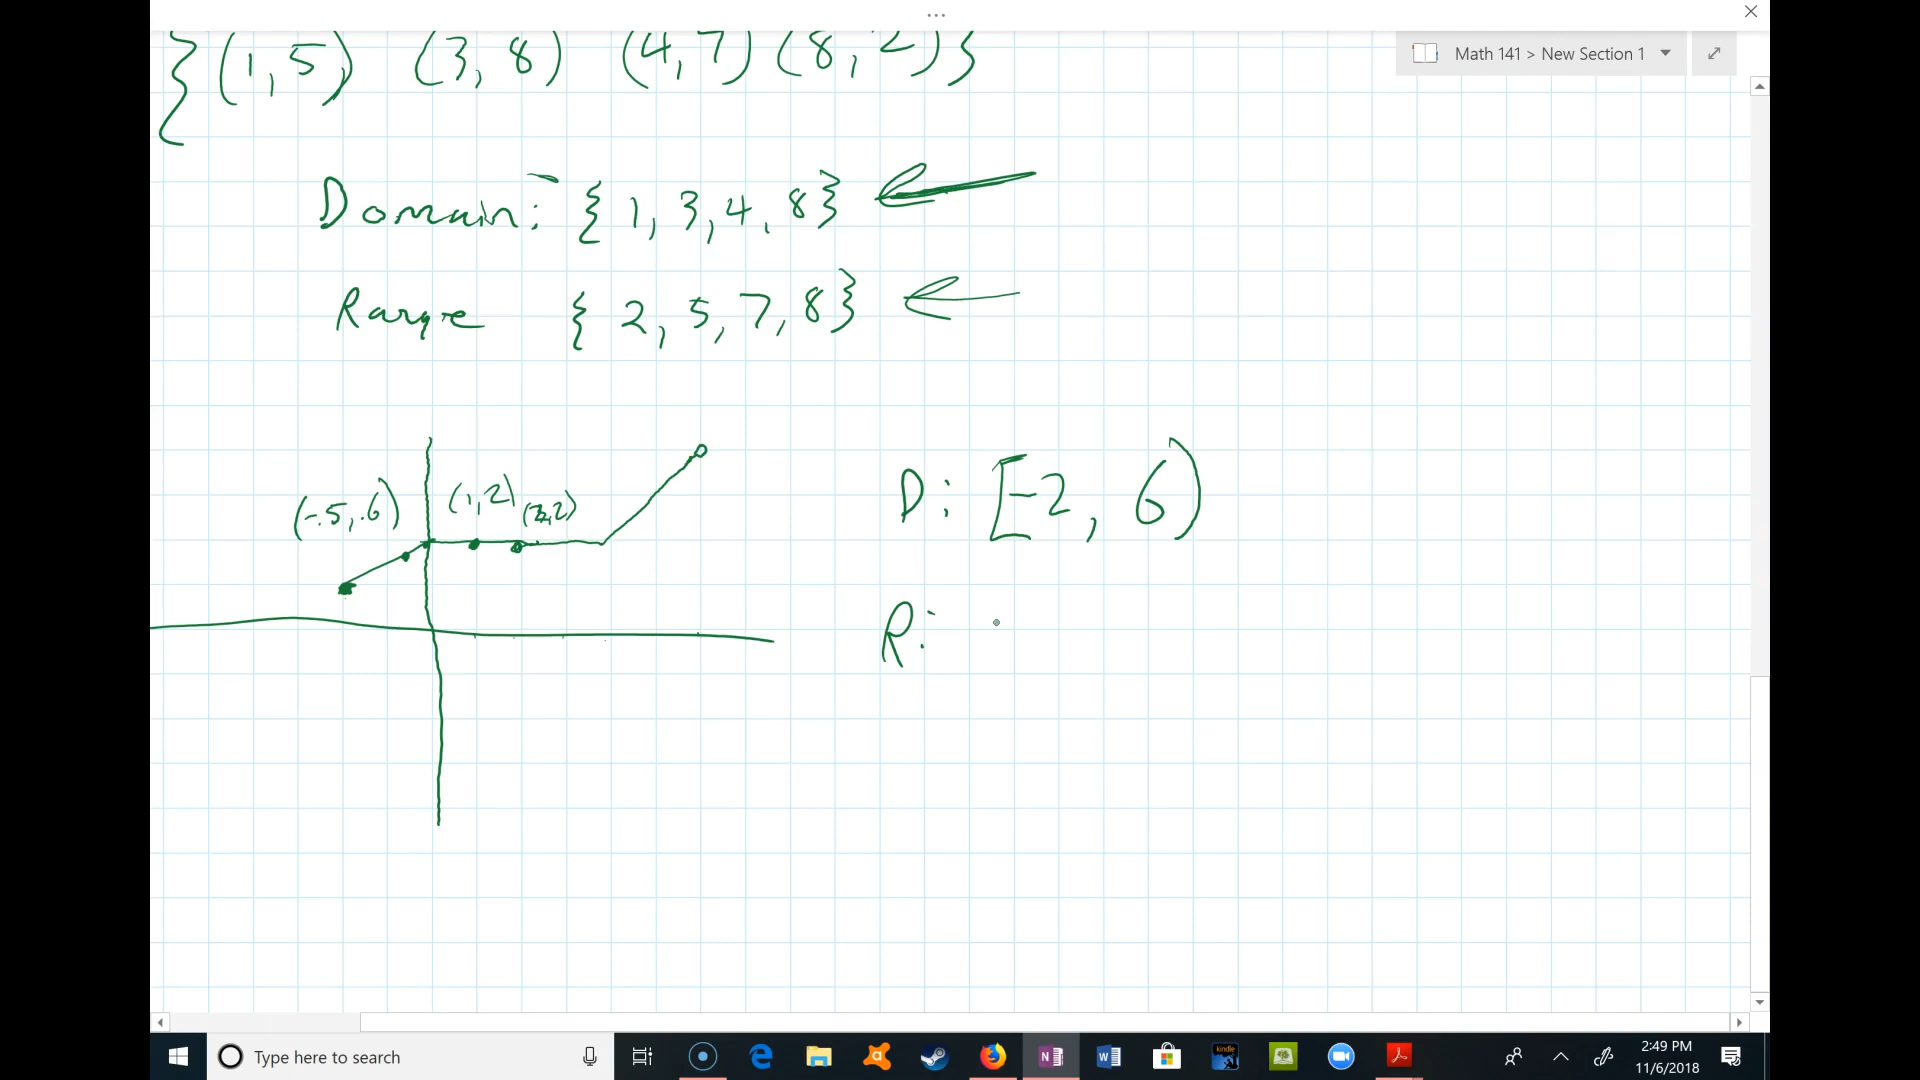 ...
{(1, 5), (3, 8) (4, 7) (8, 2)}
Math 141 > New Section 1
Domain: { 1, 3, 4, 8}
Range { 2, 5, 7, 8}
(-.5, .6) (1, 2)
D: [-2, 6)
R:
Type here to search
N W kindle
2:49 PM
11/6/2018